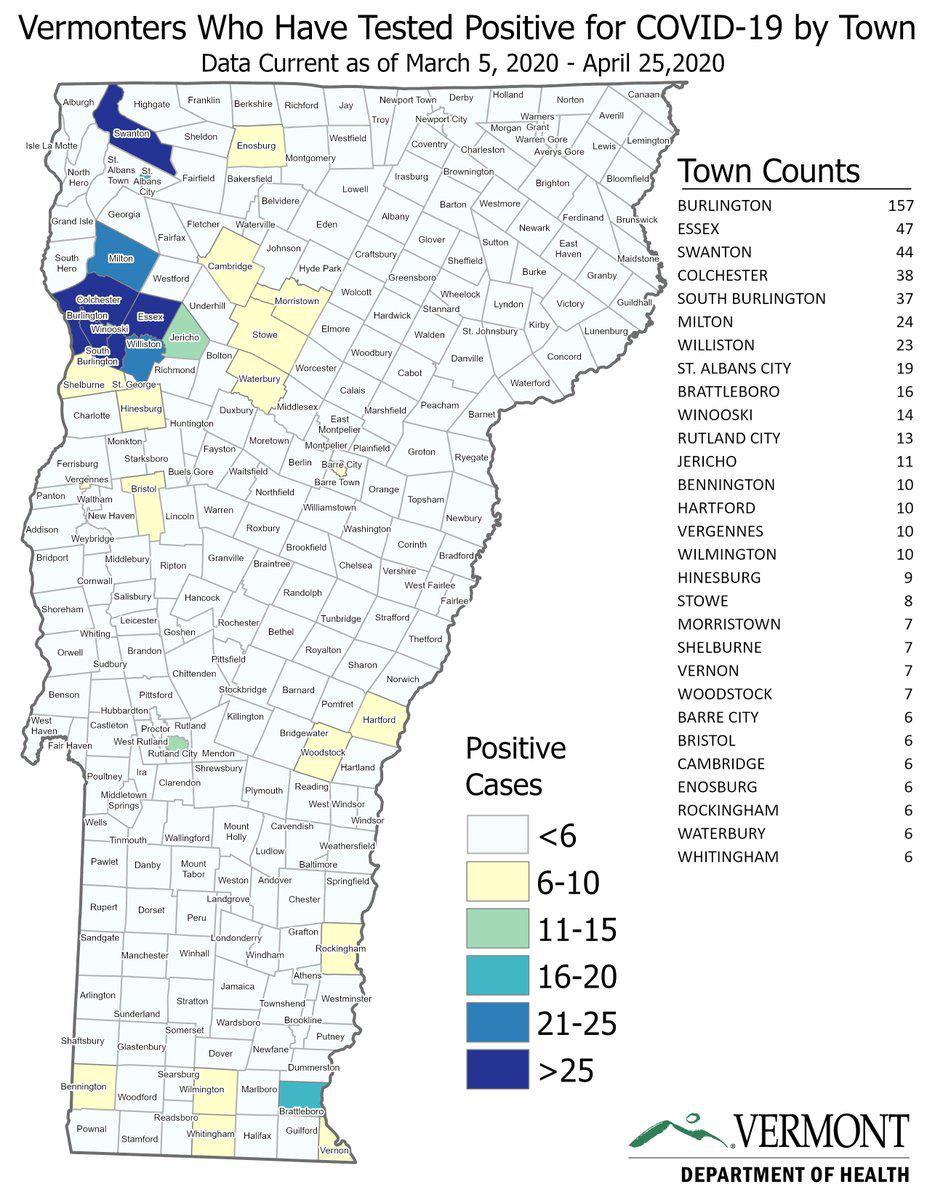 Vermonters Who Have Tested Positive for COVID-19 by Town
Data Current as of March 5, 2020 - April 25,2020
Alburgh
Highgate
Franklin
Berkshire
Richford
Jay
Newport Town
Derby
Holland
Norton
Canaan
Troy
Newport City
Morgan
Warners
Grant
Averill
Swanton
Sheldon
Enosburg
Westfield
Coventry
Charleston
Warren Gore
Averys Gore
Lewis
Lemington
Isle La Motte
Montgomery
St.
Albans
Town
St.
Albans
City
North
Hero
Fairfield
Bakersfield
Lowell
Irasburg
Brownington
Brighton
Bloomfield
Belvidere
Grand Isle
Georgia
Fletcher
Waterville
Eden
Albany
Barton
Westmore
Ferdinand
Brunswick
Newark
Fairfax
Johnson
Craftsbury
Glover
Sutton
East
Haven
Maidstone
South
Hero
Milton
Cambridge
Hyde Park
Sheffield
Burke
Granby
Westford
Greensboro
Wolcott
Wheelock
Colchester
Underhill
Morristown
Stannard
Lyndon
Victory
Guildhall
Burlington
Essex
Hardwick
Winooski
Jericho
Stowe
Elmore
Walden
St. Johnsbury
Kirby
Lunenburg
South
Burlington
Williston
Bolton
Woodbury
Danville
Concord
Richmond
Worcester
Cabot
Shelburne
St. George
Waterbury
Calais
Waterford
Charlotte
Hinesburg
Duxbury
Middlesex
Marshfield
Peacham
Barnet
Huntington
East
Montpelier
Monkton
Moretown
Montpelier
Plainfield
Groton
Ryegate
Starksboro
Fayston
Ferrisburg
Buels Gore
Waitsfield
Berlin
Barre City
Barre Town
Vergennes
Panton
Waltham
Bristol
Northfield
Orange
Topsham
New Haven
Lincoln
Warren
Williamstown
Newbury
Addison
Weybridge
Roxbury
Washington
Bridport
Middlebury
Ripton
Granville
Brookfield
Corinth
Bradford
Braintree
Chelsea
Vershire
Cornwall
West Fairlee
Salisbury
Hancock
Randolph
Fairlee
Shoreham
Leicester
Rochester
Tunbridge
Strafford
Whiting
Goshen
Bethel
Thetford
Orwell
Brandon
Royalton
Sudbury
Pittsfield
Sharon
Chittenden
Norwich
Benson
Pittsford
Stockbridge
Barnard
Pomfret
Hubbardton
West
Haven
Castleton
Proctor
Rutland
Killington
Bridgewater
Hartford
Fair Haven
West Rutland
Rutland City
Mendon
Woodstock
Poultney
Ira
Shrewsbury
Hartland
Clarendon
Plymouth
Reading
Middletown
Springs
West Windsor
Windsor
Wells
Tinmouth
Wallingford
Mount
Holly
Cavendish
Weathersfield
Ludlow
Pawlet
Danby
Mount
Tabor
Baltimore
Weston
Andover
Springfield
Landgrove
Chester
Rupert
Dorset
Peru
Sandgate
Londonderry
Grafton
Rockingham
Manchester
Winhall
Windham
Athens
Arlington
Jamaica
Westminster
Stratton
Townshend
Sunderland
Brookline
Somerset
Wardsboro
Putney
Shaftsbury
Glastenbury
Dover
Newfane
Dummerston
Searsburg
Bennington
Woodford
Wilmington
Marlboro
Brattleboro
Readsboro
Pownal
Stamford
Whitingham
Halifax
Guilford
Vernon
Town Counts
BURLINGTON 157
ESSEX 47
SWANTON 44
COLCHESTER 38
SOUTH BURLINGTON 37
MILTON 24
WILLISTON 23
ST. ALBANS CITY 19
BRATTLEBORO 16
WINOOSKI 14
RUTLAND CITY 13
JERICHO 11
BENNINGTON 10
HARTFORD 10
VERGENNES 10
WILMINGTON 10
HINESBURG 9
STOWE 8
MORRISTOWN 7
SHELBURNE 7
VERNON 7
WOODSTOCK 7
BARRE CITY 6
BRISTOL 6
CAMBRIDGE 6
ENOSBURG 6
ROCKINGHAM 6
WATERBURY 6
WHITINGHAM 6
Positive
Cases
<6
6-10
11-15
16-20
21-25
>25
VERMONT
DEPARTMENT OF HEALTH